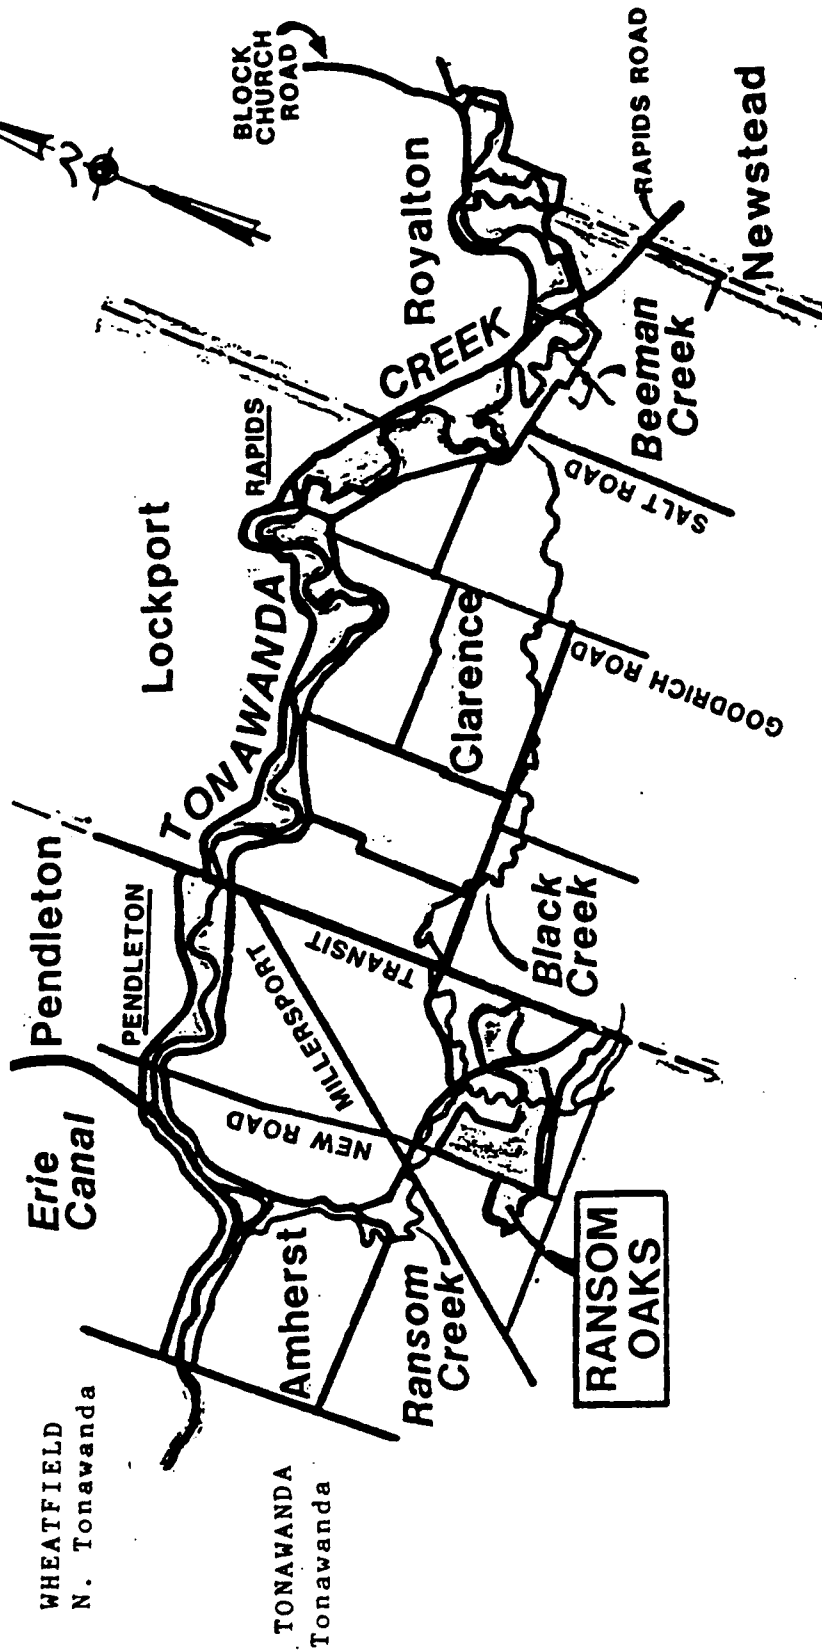 WHEATFIELD
N. Tonawanda
TONAWANDA
Tonawanda
Erie
Canal
Pendleton
PENDLETON
Lockport
TONAWANDA
CREEK
RAPIDS
Royalton
BLOCK
CHURCH
ROAD
Amherst
NEW ROAD
MILLERSPORT
TRANSIT
Clarence
Ransom
Creek
Black
Creek
GOODRICH ROAD
SALT ROAD
Beeman
Creek
RAPIDS ROAD
Newstead
RANSOM
OAKS